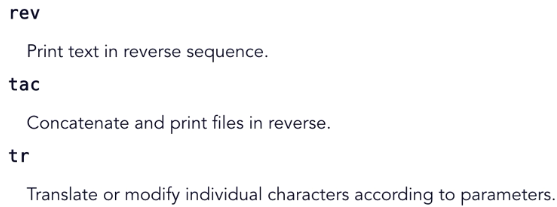 rev
Print text in reverse sequence.
tac
Concatenate and print files in reverse.
tr
Translate or modify individual characters according to parameters.